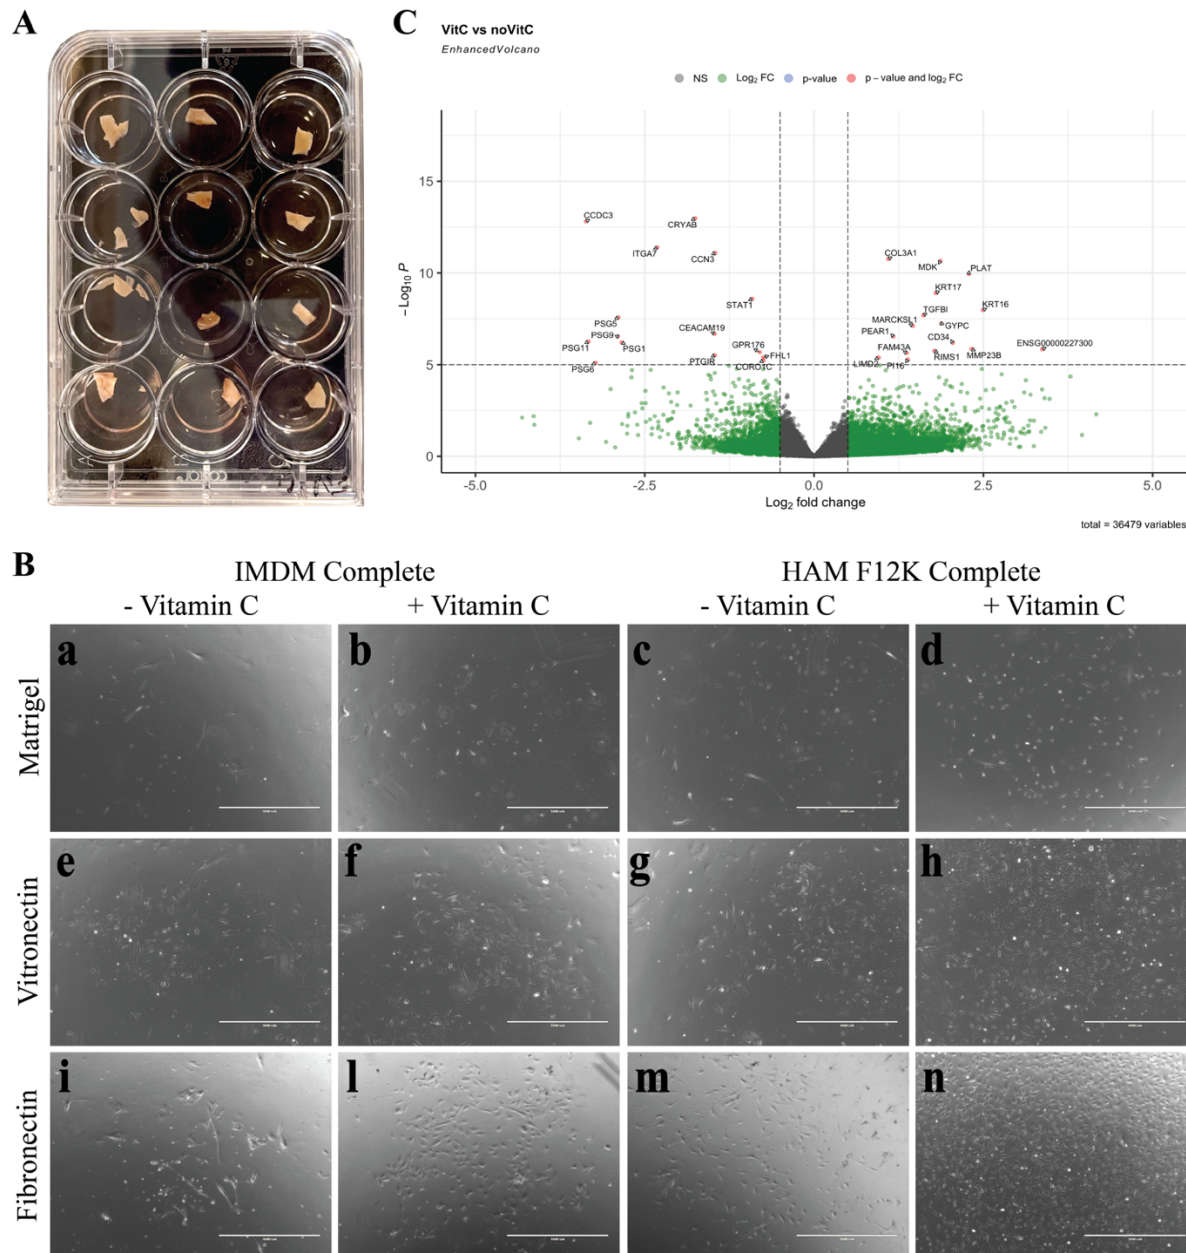 A
C
VitC vs noVitC
EnhancedVolcano
NS Log2 FC p-value p – value and log2 FC
–Log10 P
15
10
5
0
CCDC3
CRYAB
ITGA7
CCN3
STAT1
PSG5
CEACAM19
PSG9
PSG11
PSG1
GPR176
FHL1
PSG6
PTGIR
CORO1C
COL3A1
MDK
PLAT
KRT17
KRT16
TGFBI
MARCKSL1
GYPC
PEAR1
CD34
ENSG00000227300
FAM43A
RIMS1
MMP23B
LIMD2
PI16
-5.0 -2.5 0.0 2.5 5.0
Log2 fold change
total = 36479 variables
B
IMDM Complete HAM F12K Complete
- Vitamin C + Vitamin C - Vitamin C + Vitamin C
Matrigel
a b c d
Vitronectin
e f g h
Fibronectin
i l m n